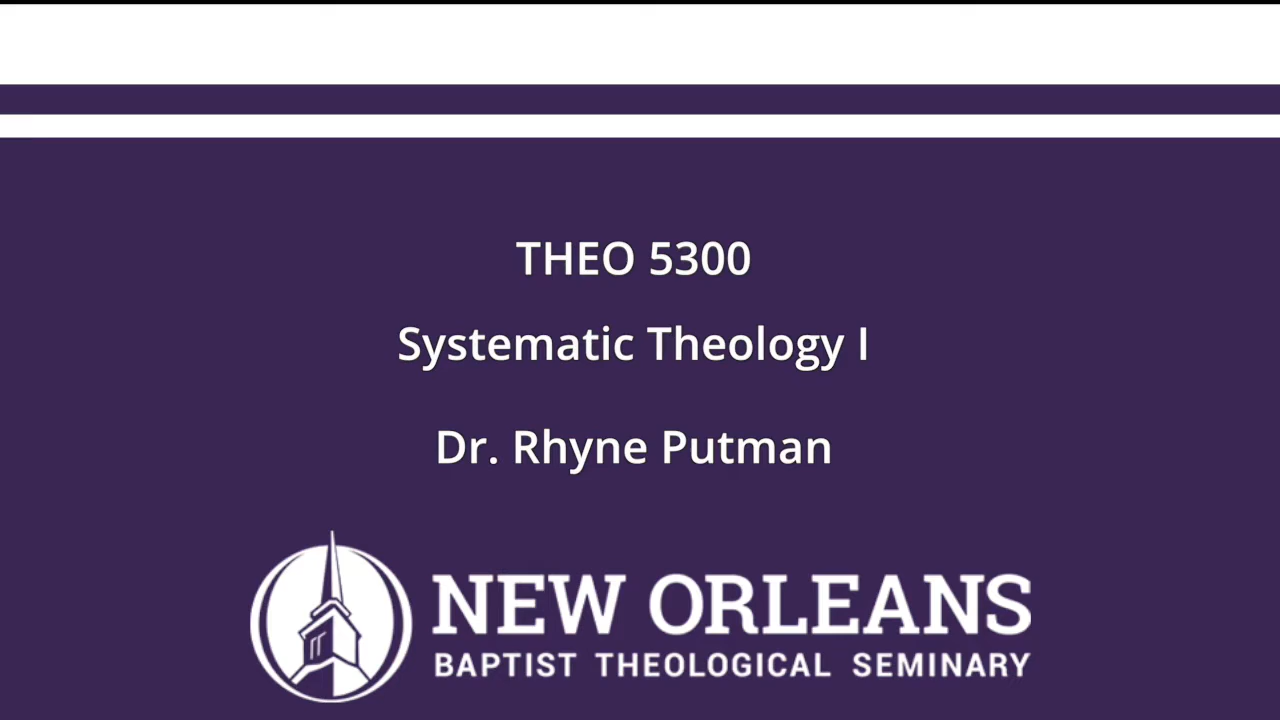 THEO 5300
Systematic Theology I
Dr. Rhyne Putman
NEW ORLEANS
BAPTIST THEOLOGICAL SEMINARY